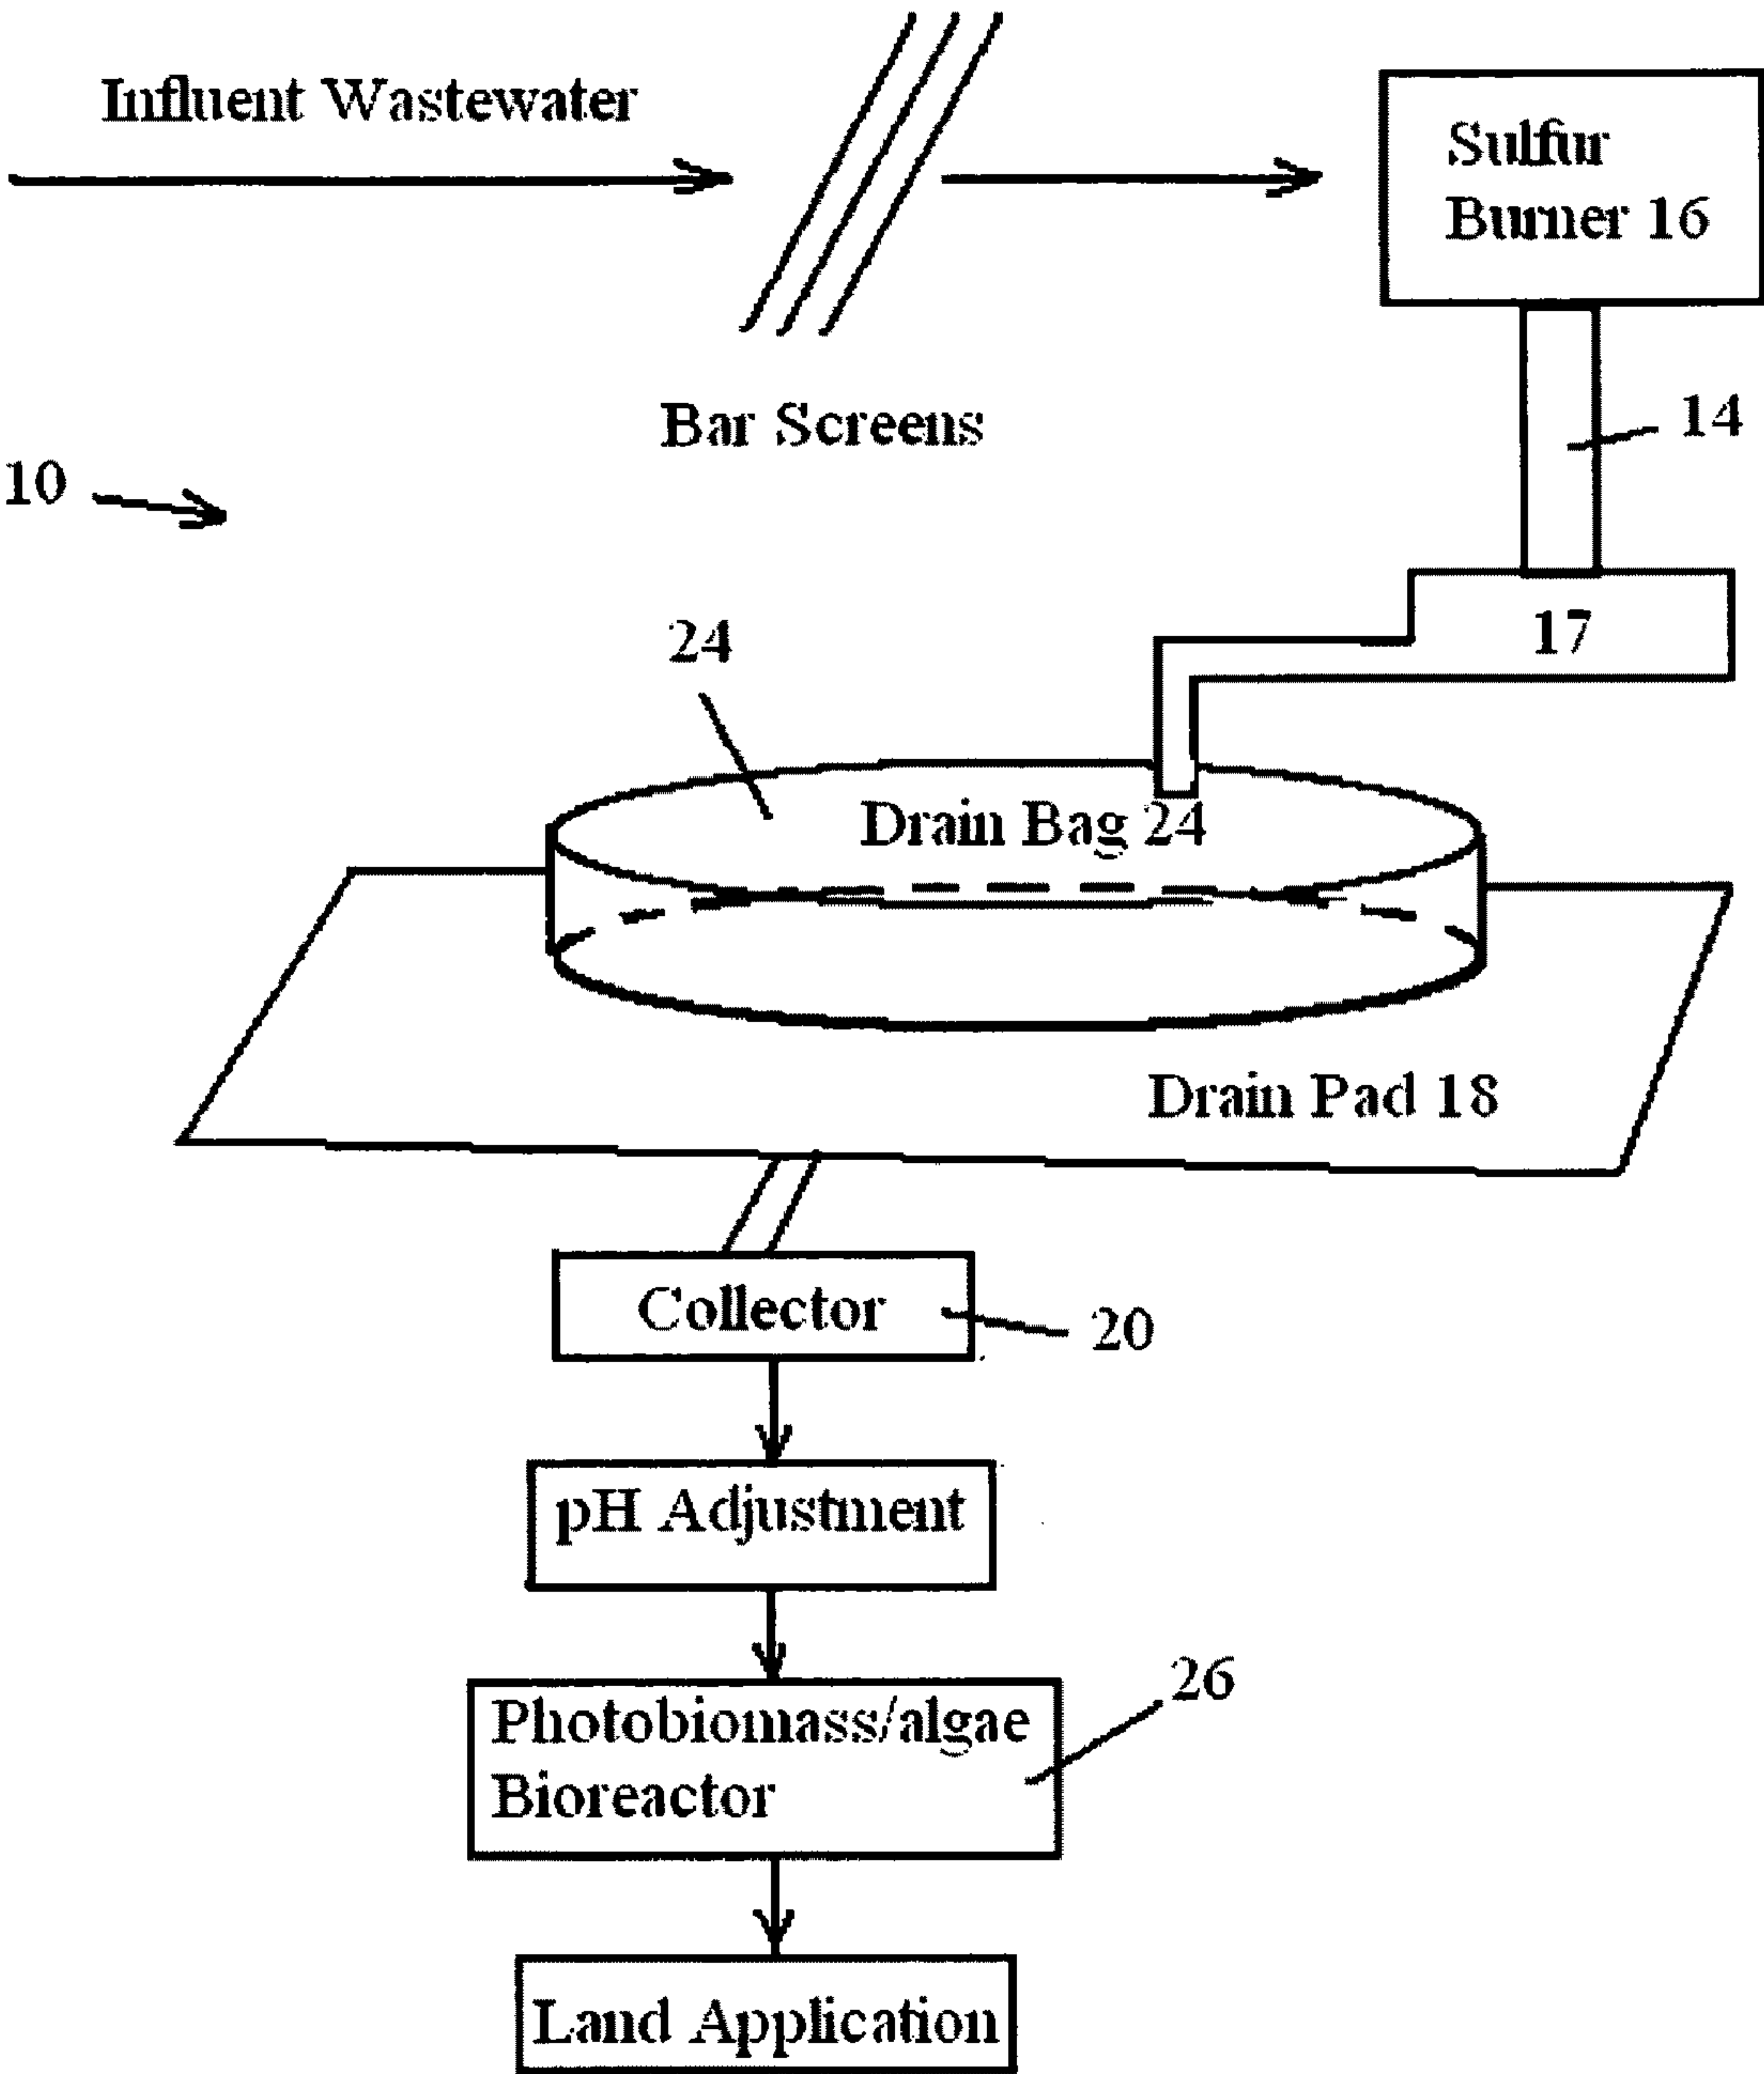 Influent Wastewater
Sulfur
Burner 16
Bar Screens
14
10
17
24
Drain Bag 24
Drain Pad 18
Collector
20
pH Adjustment
26
Photobiomass/algae
Bioreactor
Land Application